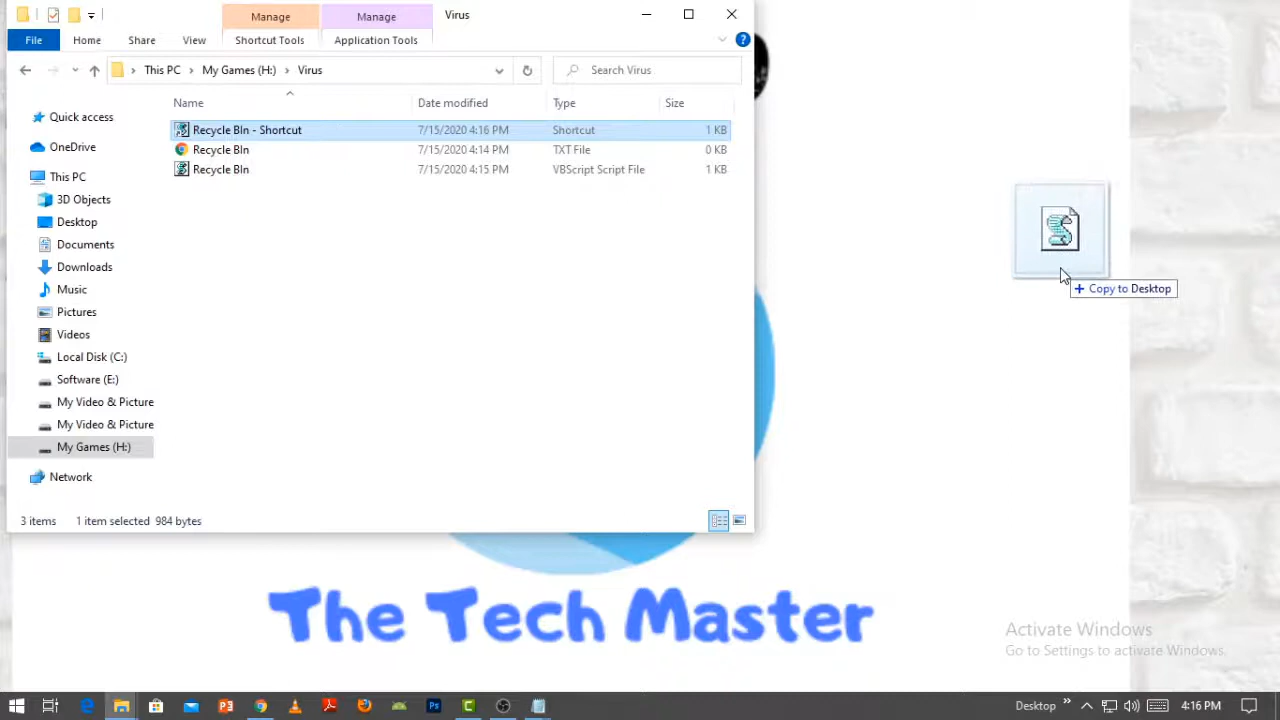 Manage Manage Virus
File Home Share View Shortcut Tools Application Tools
This PC My Games (H:) Virus Search Virus
Name Date modified Type Size
Recycle BIn - Shortcut 7/15/2020 4:16 PM Shortcut 1 KB
Recycle BIn 7/15/2020 4:14 PM TXT File 0 KB
Recycle BIn 7/15/2020 4:15 PM VBScript Script File 1 KB
Quick access
OneDrive
This PC
3D Objects
Desktop
Documents
Downloads
Music
Pictures
Videos
Local Disk (C:)
Software (E:)
My Video & Picture
My Video & Picture
My Games (H:)
Network
3 items 1 item selected 984 bytes
+ Copy to Desktop
The Tech Master
Activate Windows
Go to Settings to activate Windows.
Desktop 4:16 PM